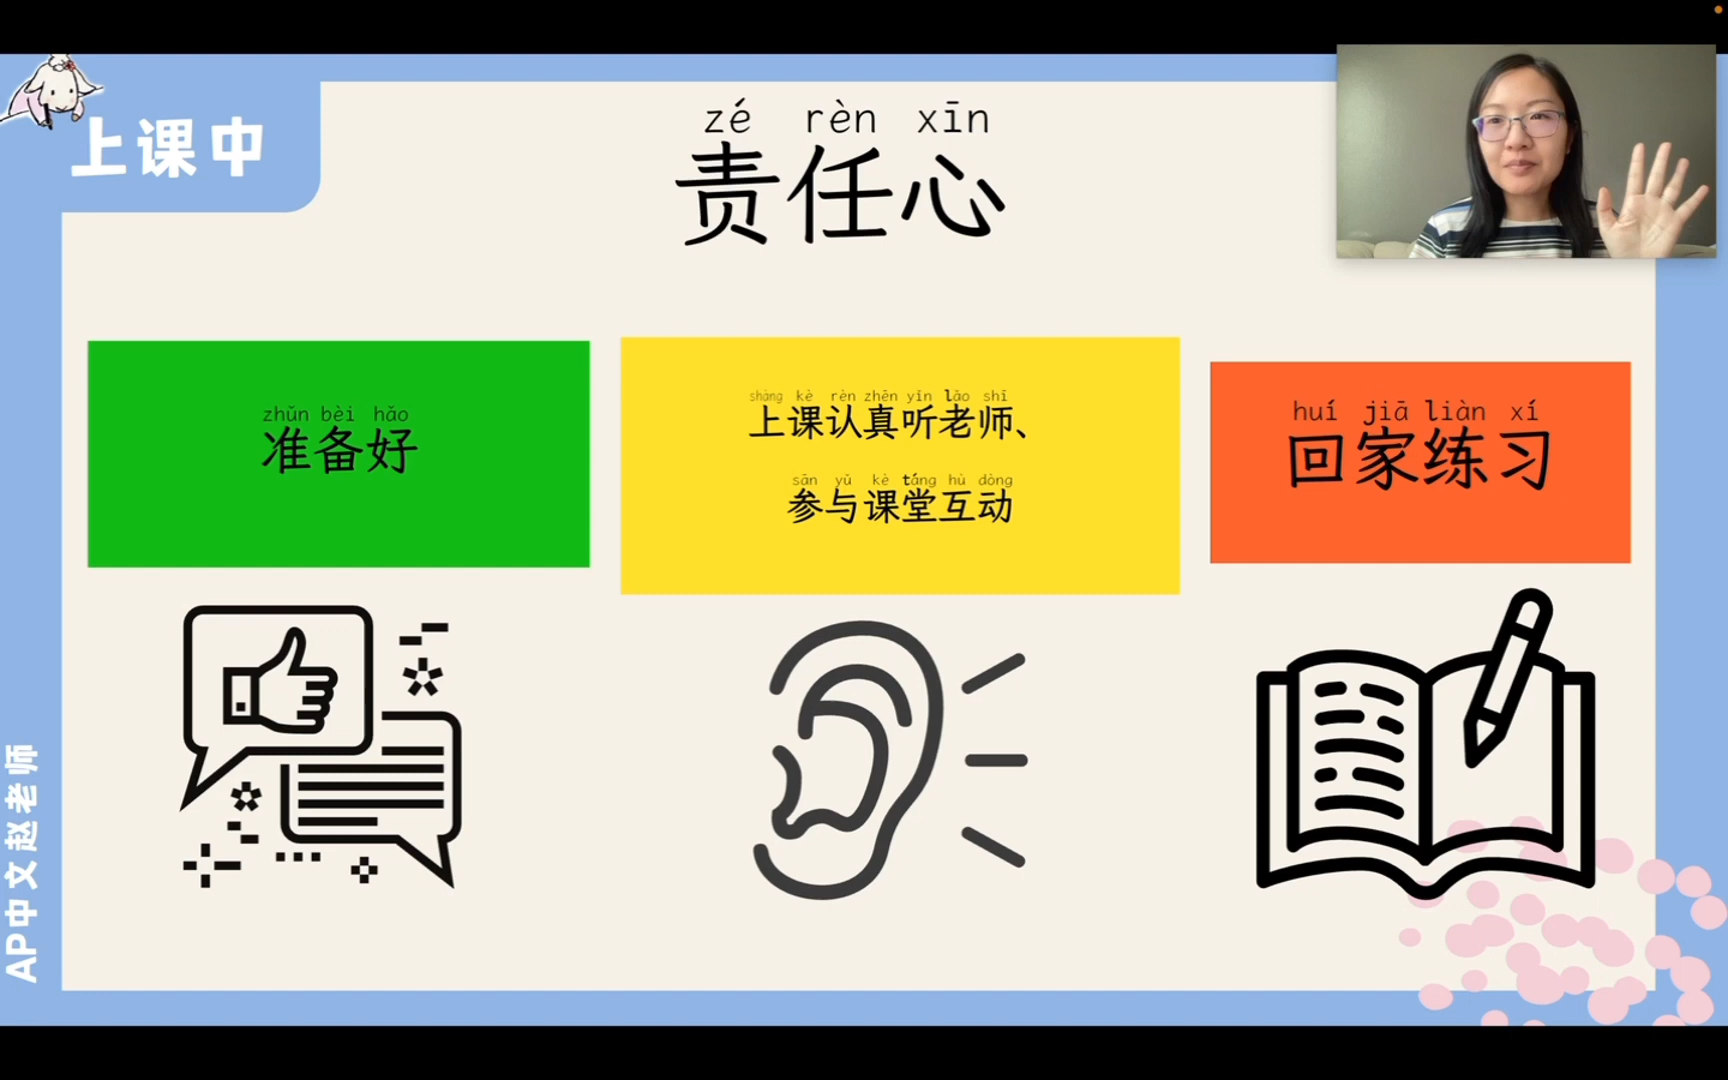 上课中
zé rèn xīn
责任心
zhǔn bèi hǎo
准备好
shàng kè rèn zhēn yǐn lǎo shī
上课认真听老师、
sān yǔ kè táng hù dòng
参与课堂互动
huí jiā liàn xí
回家练习
AP中文赵老师